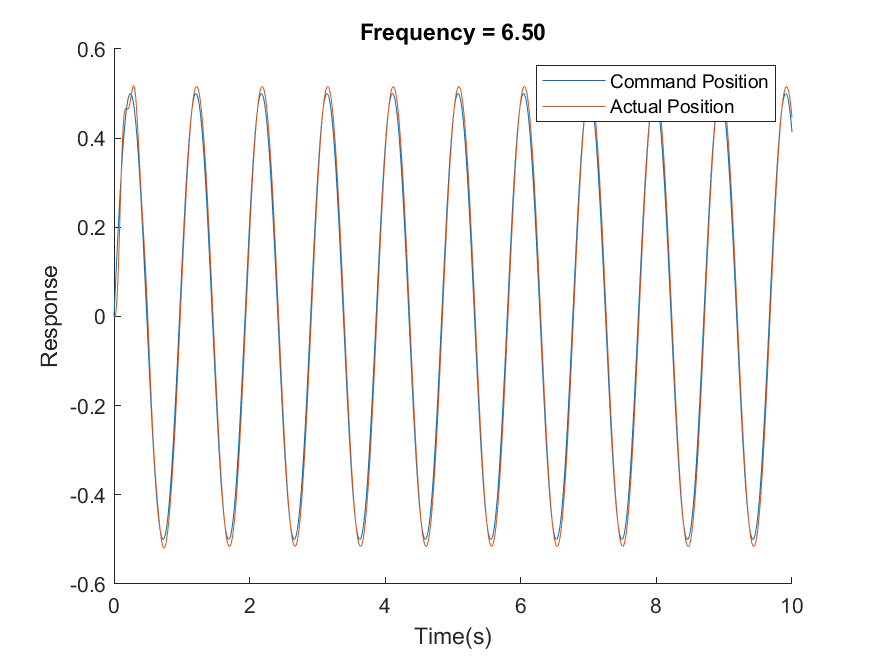 Frequency = 6.50
Command Position
Actual Position
Response
0.6
0.4
0.2
0
-0.2
-0.4
-0.6
0 2 4 6 8 10
Time(s)